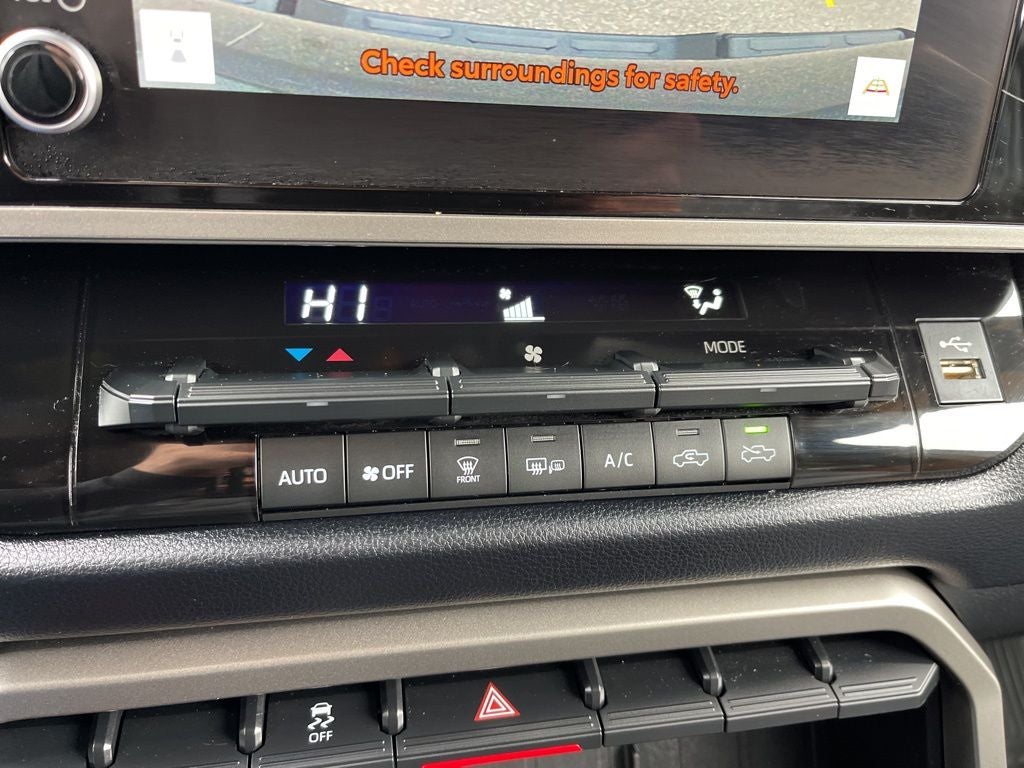 Check surroundings for safety.
HI
MODE
AUTO
OFF
FRONT
A/C
OFF